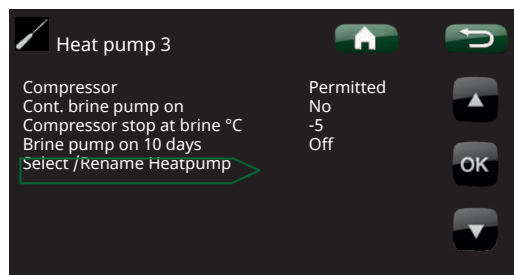 Heat pump 3
Compressor Permitted
Cont. brine pump on No
Compressor stop at brine °C -5
Brine pump on 10 days Off
Select /Rename Heatpump
OK